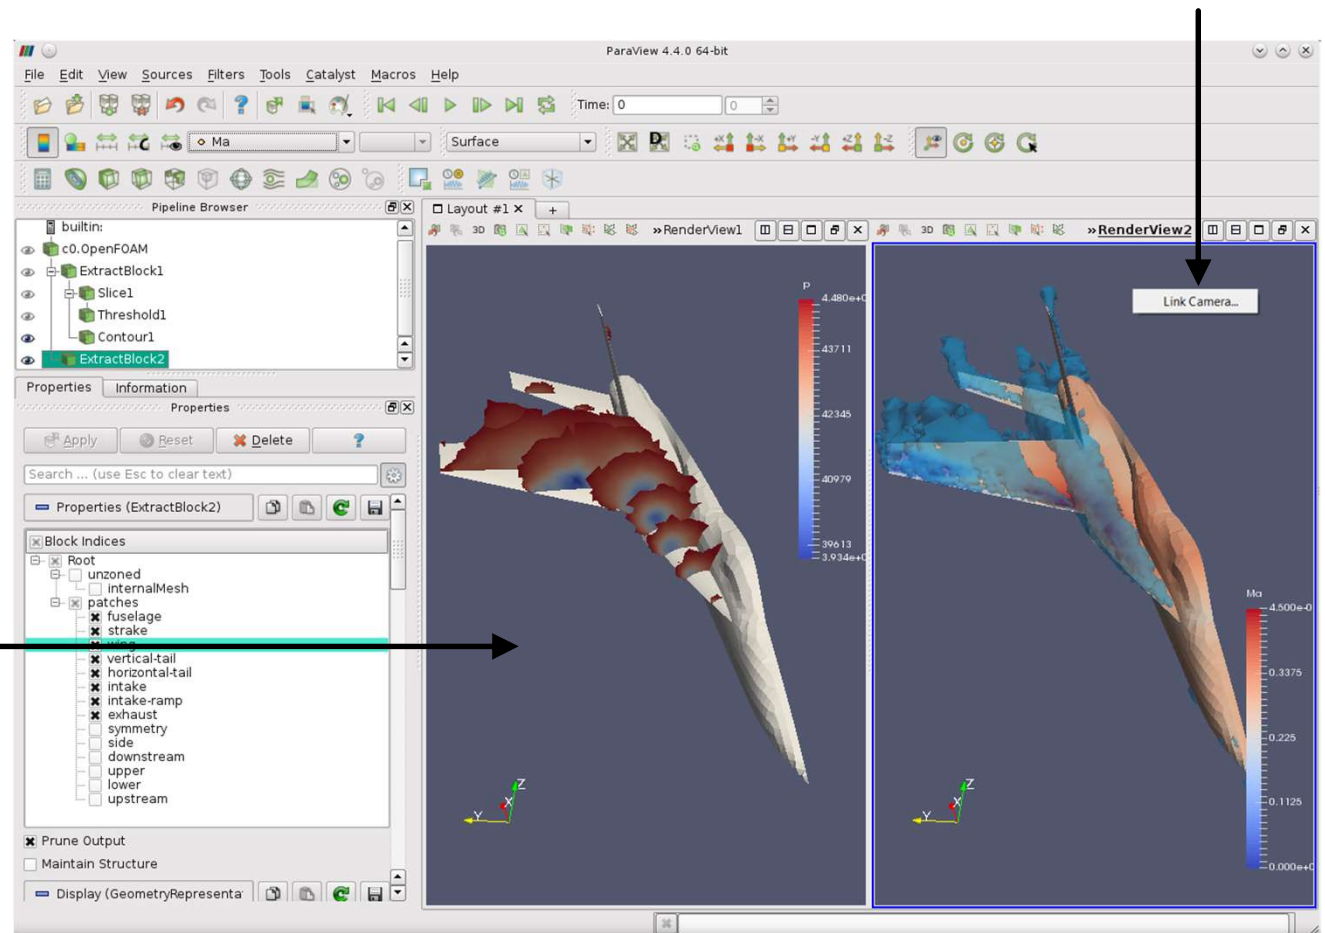 ParaView 4.4.0 64-bit
File Edit View Sources Filters Tools Catalyst Macros Help
Time: 0 0
Ma Surface
Pipeline Browser
Layout #1
builtin:
3D »RenderView1
3D »RenderView2
c0.OpenFOAM
ExtractBlock1
Slice1
Threshold1
Contour1
ExtractBlock2
Properties Information
Properties
Apply Reset Delete ?
Search ... (use Esc to clear text)
Properties (ExtractBlock2)
Block Indices
Root
unzoned
internalMesh
patches
fuselage
strake
wing
vertical-tail
horizontal-tail
intake
intake-ramp
exhaust
symmetry
side
downstream
upper
lower
upstream
Prune Output
Maintain Structure
Display (GeometryRepresenta
p
4.480e+0
43711
42345
40979
39613
3.934e+0
Z
X
Y
Link Camera...
Ma
4.500e-0
0.3375
0.225
0.1125
0.000e+0
Z
X
Y